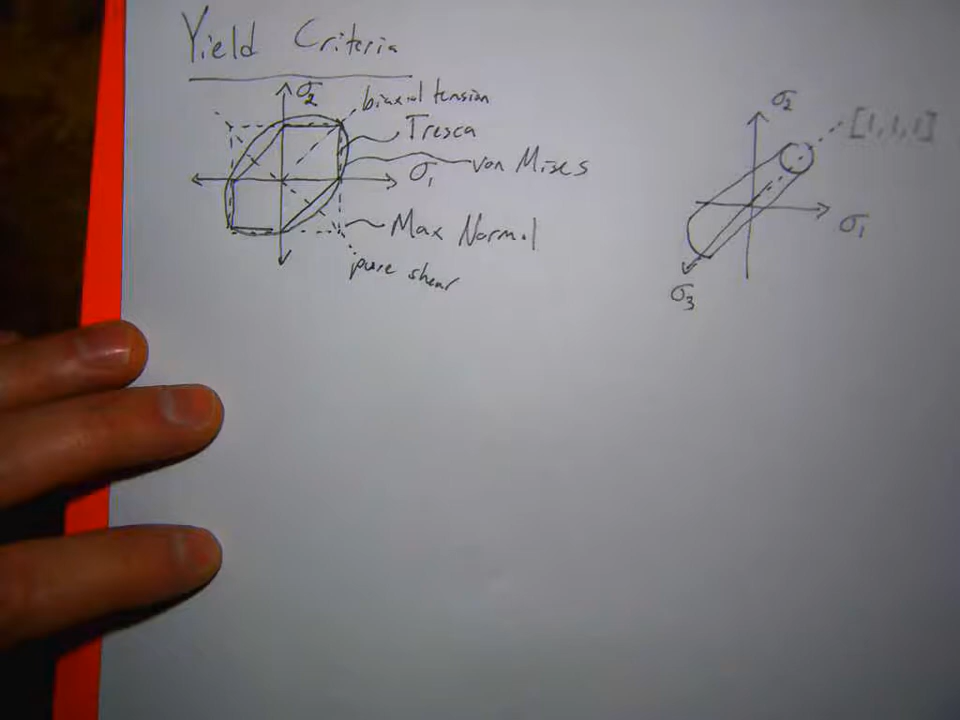 Yield Criteria
σ2
biaxial tension
Tresca
σ1
von Mises
Max Normal
pure shear
σ2
[1,1,1]
σ1
σ3